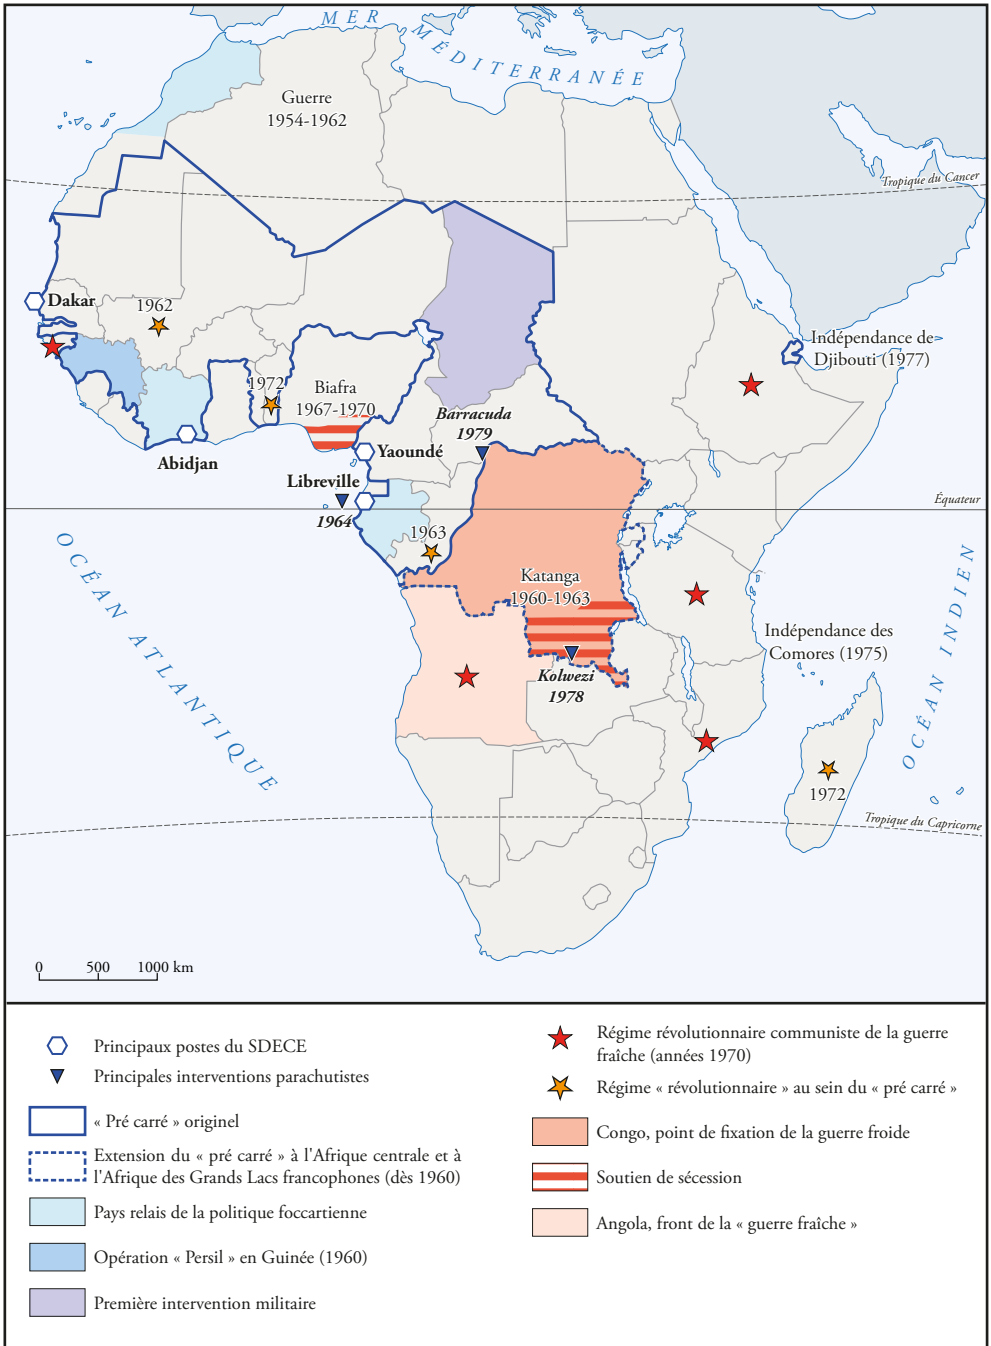 MER
MÉDITERRANÉE
Guerre
1954-1962
Tropique du Cancer
Dakar
1962
Indépendance de
Djibouti (1977)
1972
Biafra
1967-1970
Barracuda
1979
Abidjan
Yaoundé
Libreville
1964
Équateur
1963
OCÉAN ATLANTIQUE
OCÉAN INDIEN
Katanga
1960-1963
Indépendance des
Comores (1975)
Kolwezi
1978
1972
Tropique du Capricorne
0 500 1000 km
Principaux postes du SDECE
Principales interventions parachutistes
« Pré carré » originel
Extension du « pré carré » à l'Afrique centrale et à
l'Afrique des Grands Lacs francophones (dès 1960)
Pays relais de la politique foccartienne
Opération « Persil » en Guinée (1960)
Première intervention militaire
Régime révolutionnaire communiste de la guerre
fraîche (années 1970)
Régime « révolutionnaire » au sein du « pré carré »
Congo, point de fixation de la guerre froide
Soutien de sécession
Angola, front de la « guerre fraîche »